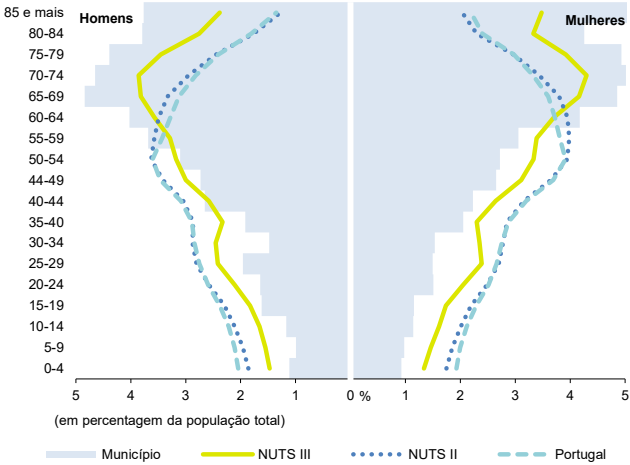 Homens
Mulheres
85 e mais
80-84
75-79
70-74
65-69
60-64
55-59
50-54
44-49
40-44
35-40
30-34
25-29
20-24
15-19
10-14
5-9
0-4
5 4 3 2 1 0 % 1 2 3 4 5
(em percentagem da população total)
Município NUTS III NUTS II Portugal